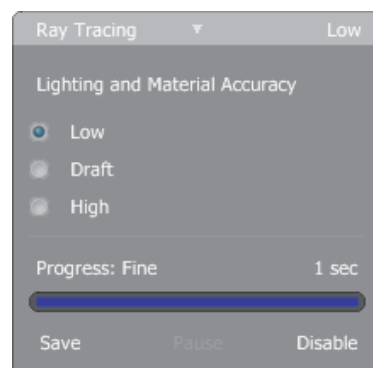 Ray Tracing Low
Lighting and Material Accuracy
Low
Draft
High
Progress: Fine 1 sec
Save Pause Disable